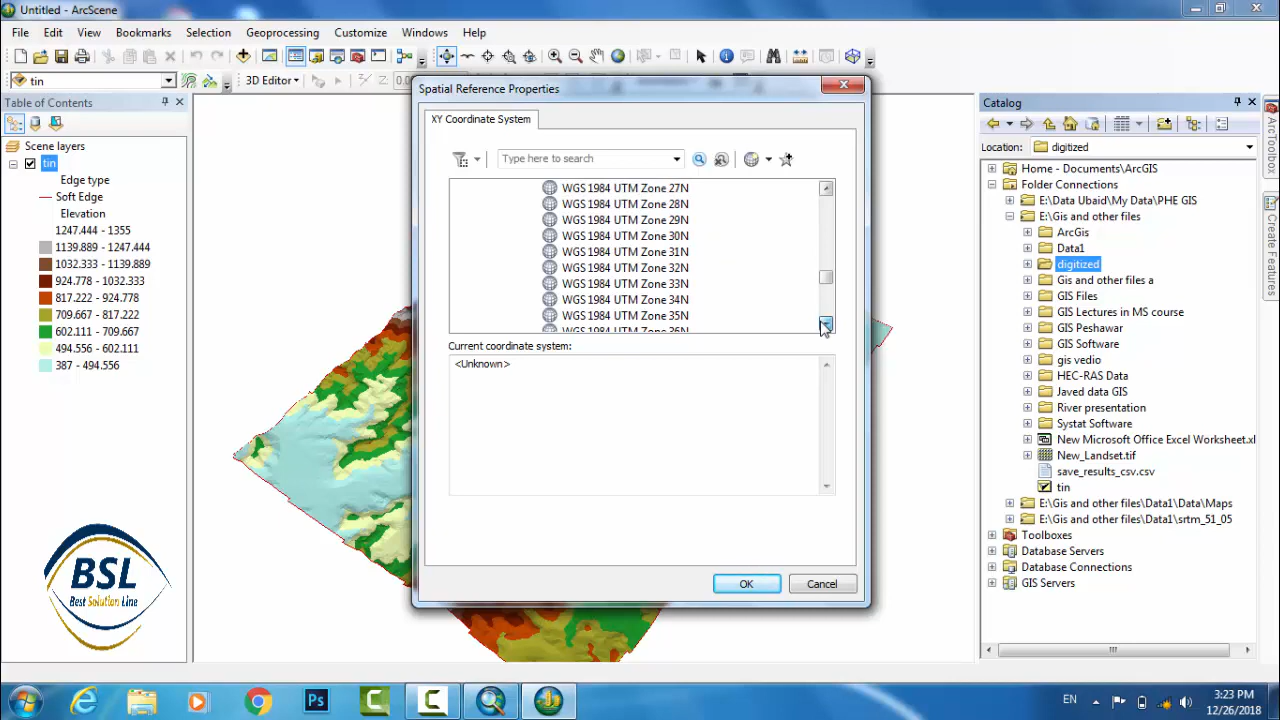 Untitled - ArcScene
File Edit View Bookmarks Selection Geoprocessing Customize Windows Help
tin
3D Editor
0.0
Table of Contents
Scene layers
tin
Edge type
Soft Edge
Elevation
1247.444 - 1355
1139.889 - 1247.444
1032.333 - 1139.889
924.778 - 1032.333
817.222 - 924.778
709.667 - 817.222
602.111 - 709.667
494.556 - 602.111
387 - 494.556
BSL
Best Solution Line
Spatial Reference Properties
XY Coordinate System
Type here to search
WGS 1984 UTM Zone 27N
WGS 1984 UTM Zone 28N
WGS 1984 UTM Zone 29N
WGS 1984 UTM Zone 30N
WGS 1984 UTM Zone 31N
WGS 1984 UTM Zone 32N
WGS 1984 UTM Zone 33N
WGS 1984 UTM Zone 34N
WGS 1984 UTM Zone 35N
WGS 1984 UTM Zone 36N
Current coordinate system:
<Unknown>
OK Cancel
Catalog
Location: digitized
Home - Documents\ArcGIS
Folder Connections
E:\Data Ubaid\My Data\PHE GIS
E:\Gis and other files
ArcGis
Data1
digitized
Gis and other files a
GIS Files
GIS Lectures in MS course
GIS Peshawar
GIS Software
gis vedio
HEC-RAS Data
Javed data GIS
River presentation
Systat Software
New Microsoft Office Excel Worksheet.xl
New_Landset.tif
save_results_csv.csv
tin
E:\Gis and other files\Data1\Data\Maps
E:\Gis and other files\Data1\srtm_51_05
Toolboxes
Database Servers
Database Connections
GIS Servers
ArcToolbox
Create Features
Ps
EN
3:23 PM
12/26/2018